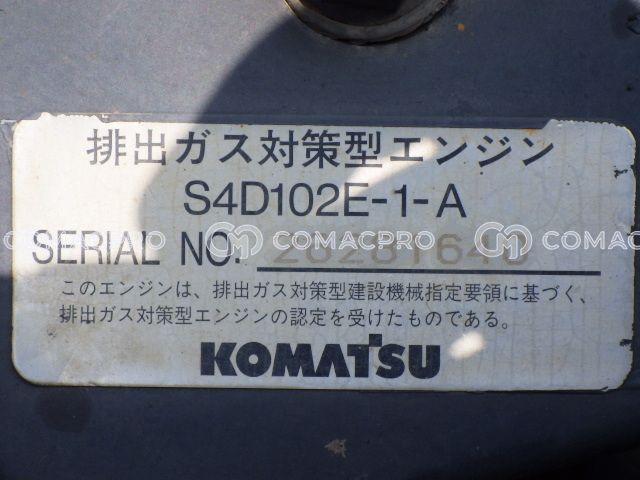 排出ガス対策型エンジン
S4D102E-1-A
SERIAL NO.
COMACPRO COMACPRO
このエンジンは、排出ガス対策型建設機械指定要領に基づく、
排出ガス対策型エンジンの認定を受けたものである。
KOMATSU